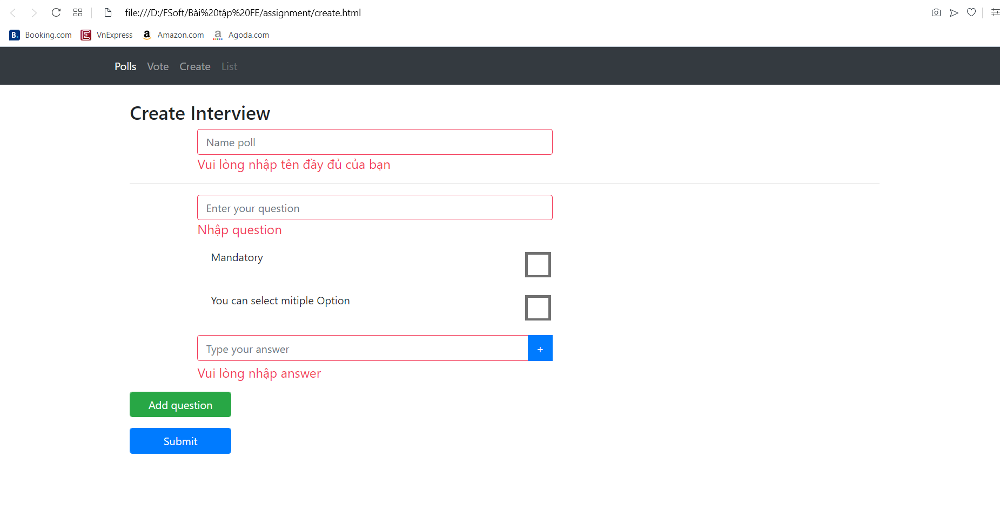 file:///D:/FSoft/Bài%20tập%20FE/assignment/create.html
B. Booking.com E VnExpress a Amazon.com a Agoda.com
Polls Vote Create List
Create Interview
Name poll
Vui lòng nhập tên đầy đủ của bạn
Enter your question
Nhập question
Mandatory
You can select mitiple Option
Type your answer +
Vui lòng nhập answer
Add question
Submit